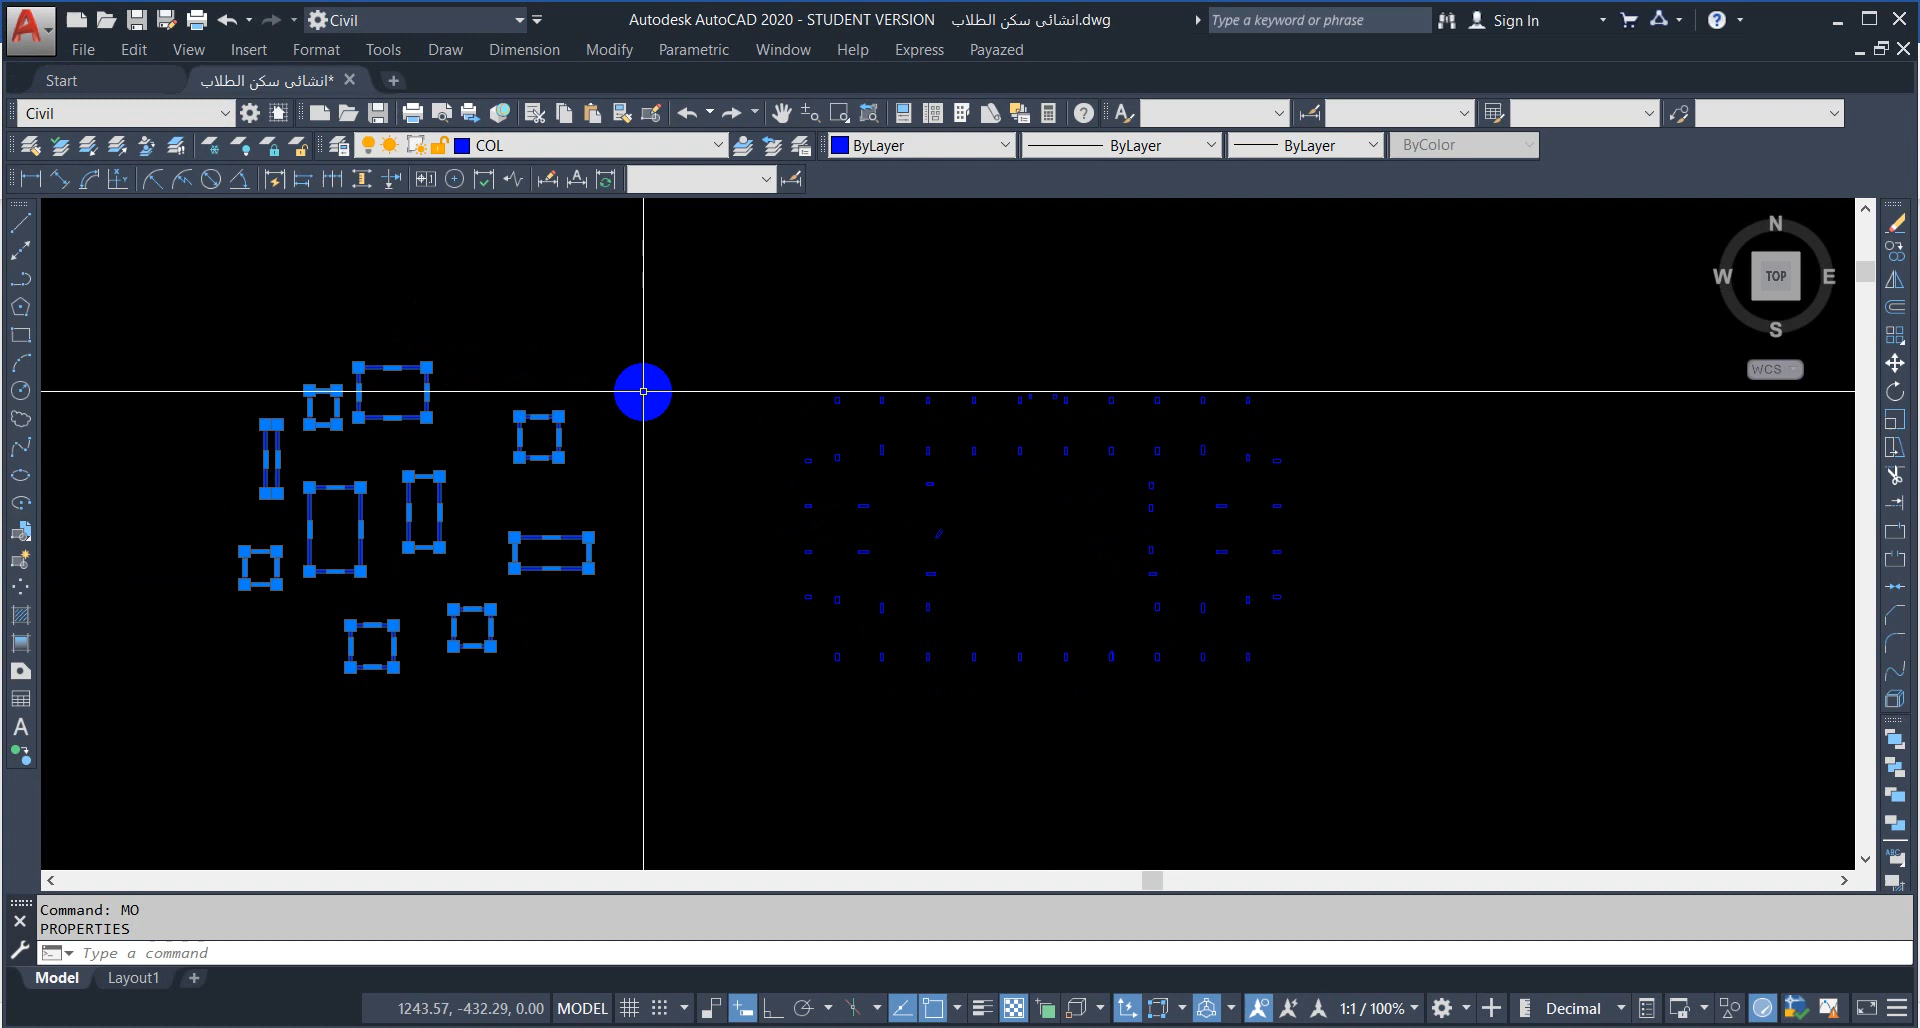 Civil
Autodesk AutoCAD 2020 - STUDENT VERSION انشائى سكن الطلاب.dwg
Type a keyword or phrase
Sign In
File Edit View Insert Format Tools Draw Dimension Modify Parametric Window Help Express Payazed
Start
انشائى سكن الطلاب*
Civil
COL
ByLayer
ByLayer
ByLayer
ByColor
N
W TOP E
S
WCS
Command: MO
PROPERTIES
Type a command
Model Layout1
1243.57, -432.29, 0.00 MODEL 1:1 / 100% Decimal